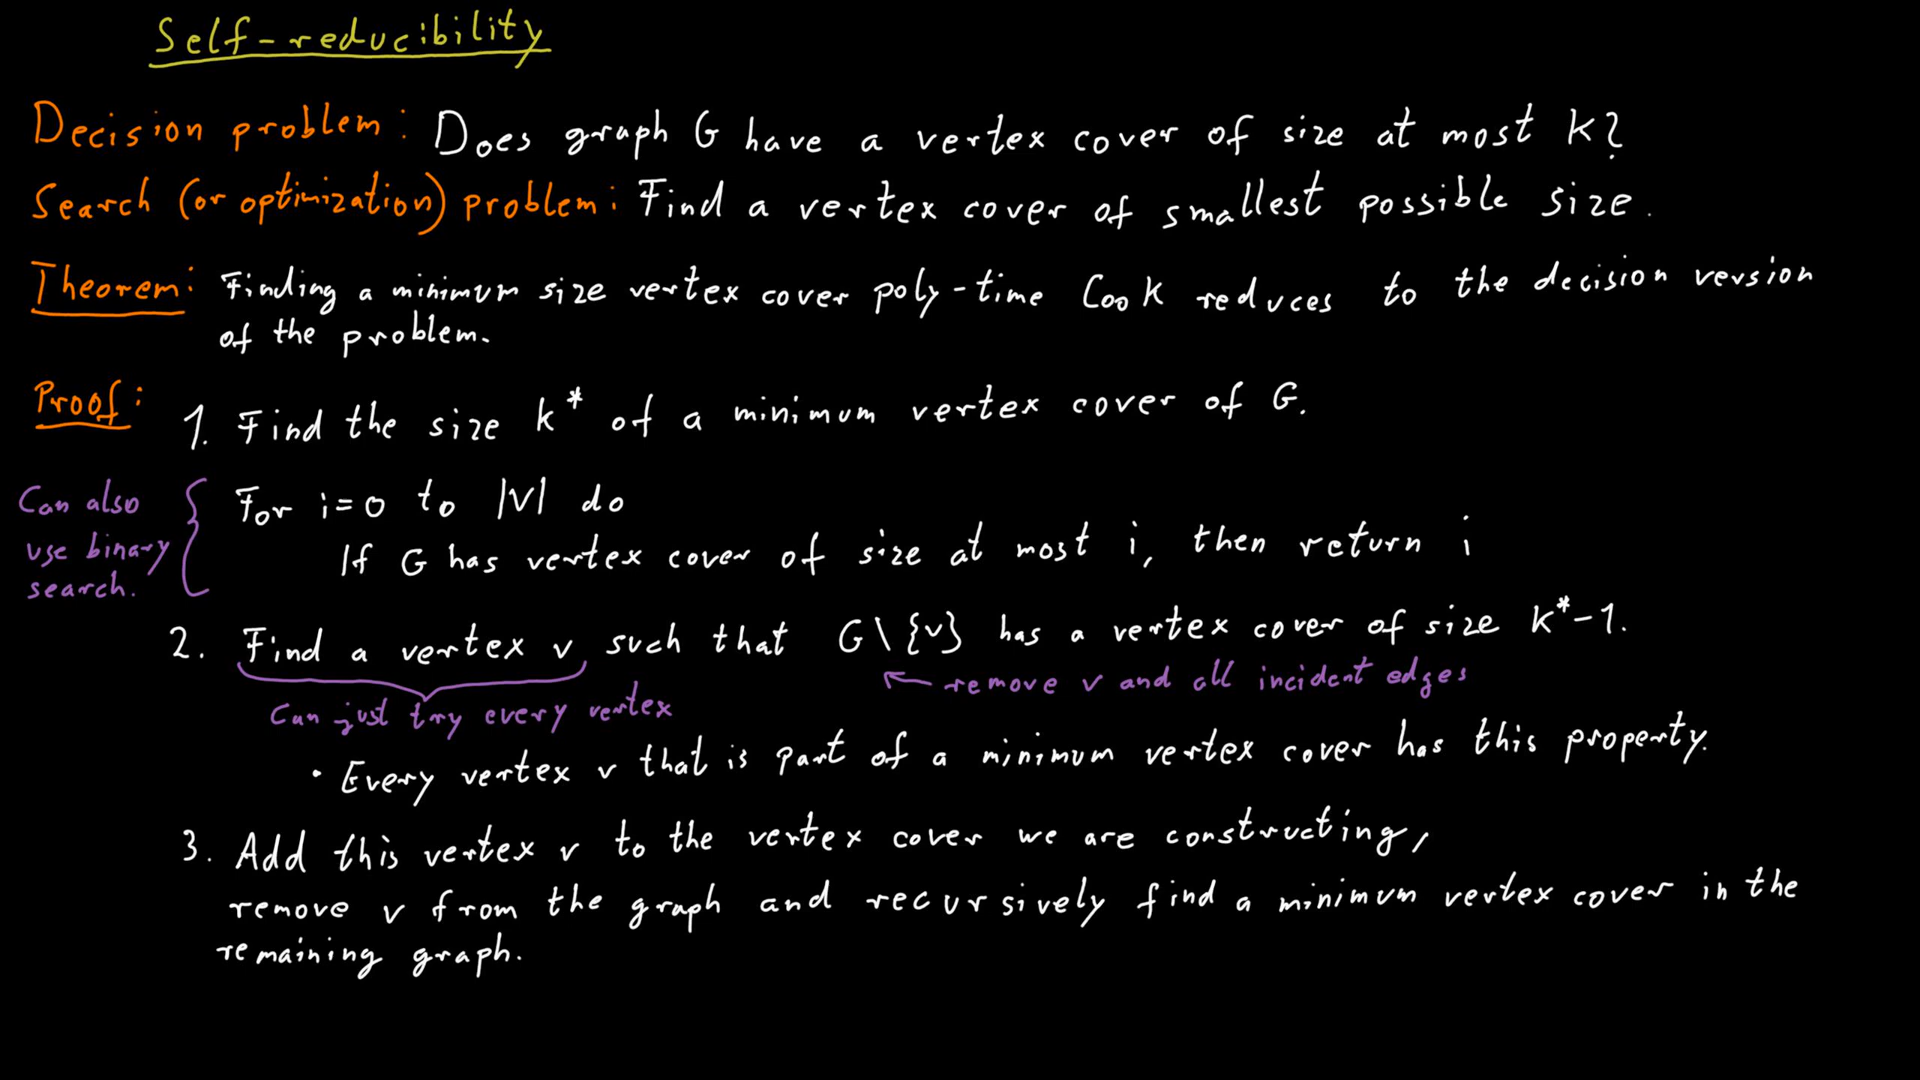 Self-reducibility
Decision problem: Does graph G have a vertex cover of size at most k?
Search (or optimization) problem: Find a vertex cover of smallest possible size.
Theorem: Finding a minimum size vertex cover poly-time Cook reduces to the decision version
of the problem.
Proof: 1. Find the size k* of a minimum vertex cover of G.
Can also
use binary
search.
For i=0 to |V| do
If G has vertex cover of size at most i, then return i
2. Find a vertex v such that G\{v} has a vertex cover of size k*-1.
← remove v and all incident edges
Can just try every vertex
• Every vertex v that is part of a minimum vertex cover has this property.
3. Add this vertex v to the vertex cover we are constructing,
remove v from the graph and recursively find a minimum vertex cover in the
remaining graph.